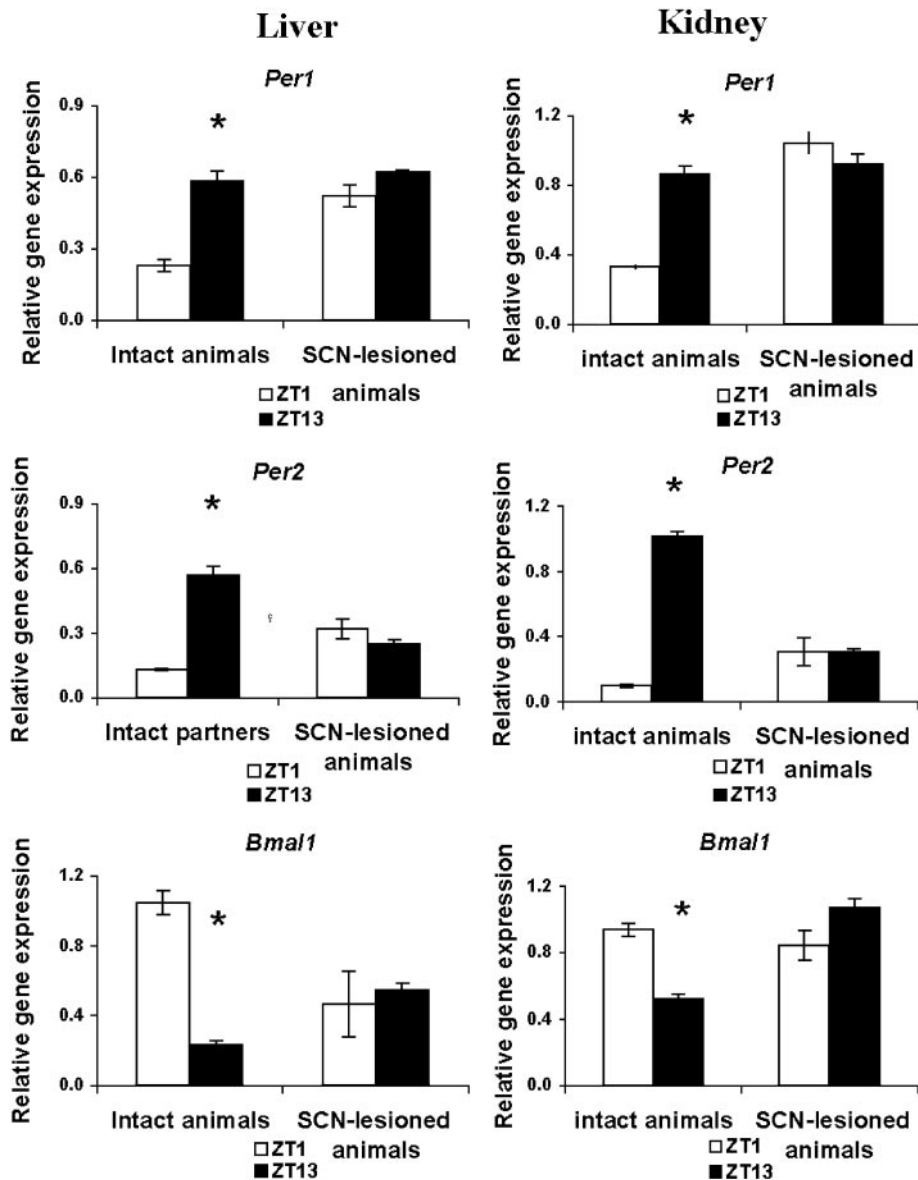 Liver
Kidney
Per1
Relative gene expression
0.9
0.6
0.3
0.0
*
Intact animals
SCN-lesioned
animals
ZT1
ZT13
Per1
Relative gene expression
1.2
0.8
0.4
0.0
*
intact animals
SCN-lesioned
animals
ZT1
ZT13
Per2
Relative gene expression
0.9
0.6
0.3
0.0
*
Intact partners
SCN-lesioned
animals
ZT1
ZT13
Per2
Relative gene expression
1.2
0.8
0.4
0.0
*
intact animals
SCN-lesioned
animals
ZT1
ZT13
Bmal1
Relative gene expression
1.2
0.8
0.4
0.0
*
Intact animals
SCN-lesioned
animals
ZT1
ZT13
Bmal1
Relative gene expression
1.2
0.8
0.4
0.0
*
intact animals
SCN-lesioned
animals
ZT1
ZT13